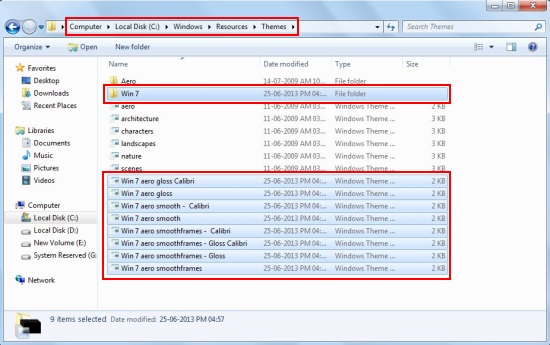 Computer ▸ Local Disk (C:) ▸ Windows ▸ Resources ▸ Themes ▸ Search Themes
Organize Open New folder
Favorites
Desktop
Downloads
Recent Places
Libraries
Documents
Music
Pictures
Videos
Computer
Local Disk (C:)
Local Disk (D:)
New Volume (E:)
System Reserved (G:)
Network
Name Date modified Type Size
Aero 14-07-2009 AM 10... File folder
Win 7 25-06-2013 PM 04:... File folder
aero 11-06-2009 AM 03:... Windows Theme ... 2 KB
architecture 11-06-2009 AM 03:... Windows Theme ... 3 KB
characters 11-06-2009 AM 03:... Windows Theme ... 3 KB
landscapes 11-06-2009 AM 03:... Windows Theme ... 3 KB
nature 11-06-2009 AM 03:... Windows Theme ... 3 KB
scenes 11-06-2009 AM 03:... Windows Theme ... 3 KB
Win 7 aero gloss Calibri 25-06-2013 PM 04:... Windows Theme ... 2 KB
Win 7 aero gloss 25-06-2013 PM 04:... Windows Theme ... 2 KB
Win 7 aero smooth - Calibri 25-06-2013 PM 04:... Windows Theme ... 2 KB
Win 7 aero smooth 25-06-2013 PM 04:... Windows Theme ... 2 KB
Win 7 aero smoothframes - Calibri 25-06-2013 PM 04:... Windows Theme ... 2 KB
Win 7 aero smoothframes - Gloss Calibri 25-06-2013 PM 04:... Windows Theme ... 2 KB
Win 7 aero smoothframes - Gloss 25-06-2013 PM 04:... Windows Theme ... 2 KB
Win 7 aero smoothframes 25-06-2013 PM 04:... Windows Theme ... 2 KB
9 items selected Date modified: 25-06-2013 PM 04:57